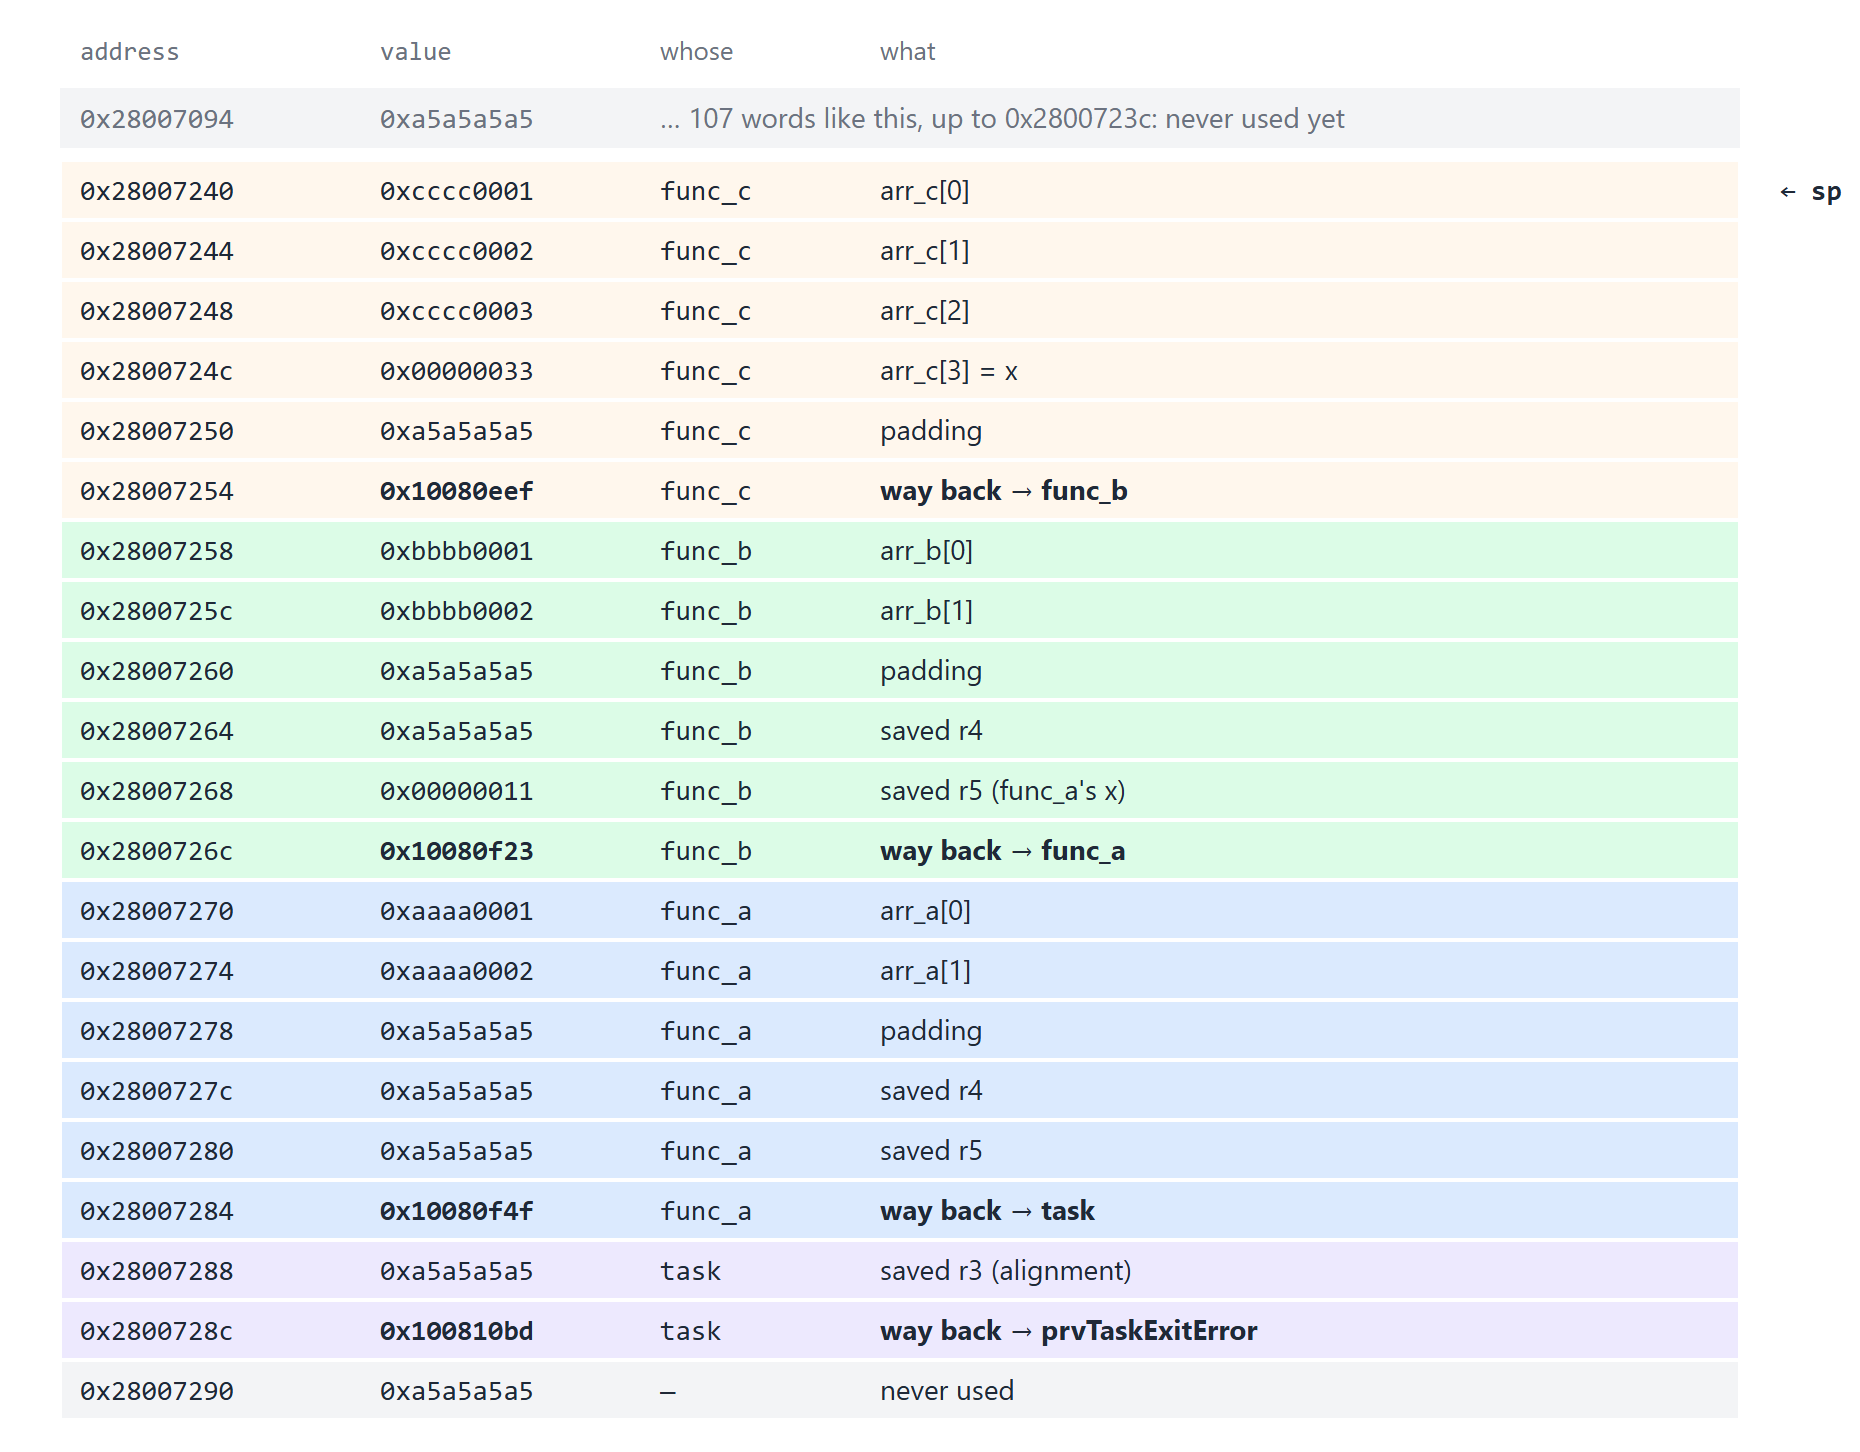 address value whose what
0x28007094 0xa5a5a5a5 … 107 words like this, up to 0x2800723c: never used yet
0x28007240 0xcccc0001 func_c arr_c[0] ← sp
0x28007244 0xcccc0002 func_c arr_c[1]
0x28007248 0xcccc0003 func_c arr_c[2]
0x2800724c 0x00000033 func_c arr_c[3] = x
0x28007250 0xa5a5a5a5 func_c padding
0x28007254 0x10080eef func_c way back → func_b
0x28007258 0xbbbb0001 func_b arr_b[0]
0x2800725c 0xbbbb0002 func_b arr_b[1]
0x28007260 0xa5a5a5a5 func_b padding
0x28007264 0xa5a5a5a5 func_b saved r4
0x28007268 0x00000011 func_b saved r5 (func_a's x)
0x2800726c 0x10080f23 func_b way back → func_a
0x28007270 0xaaaa0001 func_a arr_a[0]
0x28007274 0xaaaa0002 func_a arr_a[1]
0x28007278 0xa5a5a5a5 func_a padding
0x2800727c 0xa5a5a5a5 func_a saved r4
0x28007280 0xa5a5a5a5 func_a saved r5
0x28007284 0x10080f4f func_a way back → task
0x28007288 0xa5a5a5a5 task saved r3 (alignment)
0x2800728c 0x100810bd task way back → prvTaskExitError
0x28007290 0xa5a5a5a5 — never used